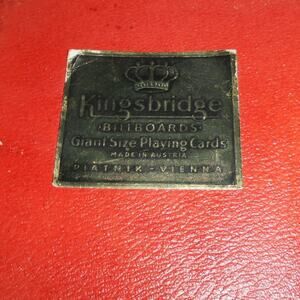 Kingsbridge
·BILLBOARDS·
Giant Size Playing Cards
MADE IN AUSTRIA
PIATNIK - VIENNA